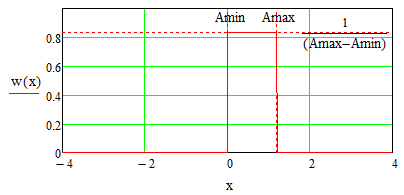 Amin Amax 1
0.8 (Amax−Amin)
0.6
w(x) 0.4
0.2
0
−4 −2 0 2 4
x